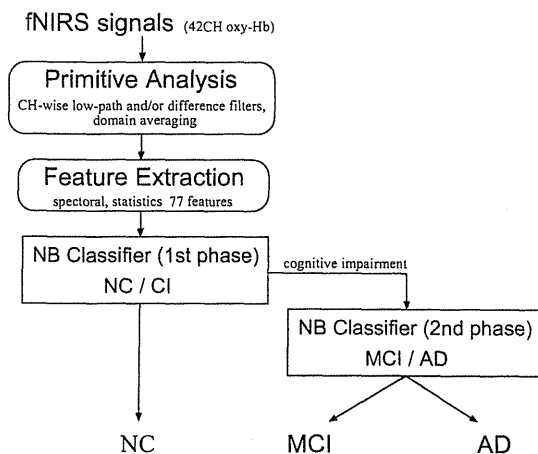 fNIRS signals (42CH oxy-Hb)
Primitive Analysis
CH-wise low-path and/or difference filters,
domain averaging
Feature Extraction
spectral, statistics 77 features
NB Classifier (1st phase)
NC / CI
cognitive impairment
NB Classifier (2nd phase)
MCI / AD
NC
MCI
AD